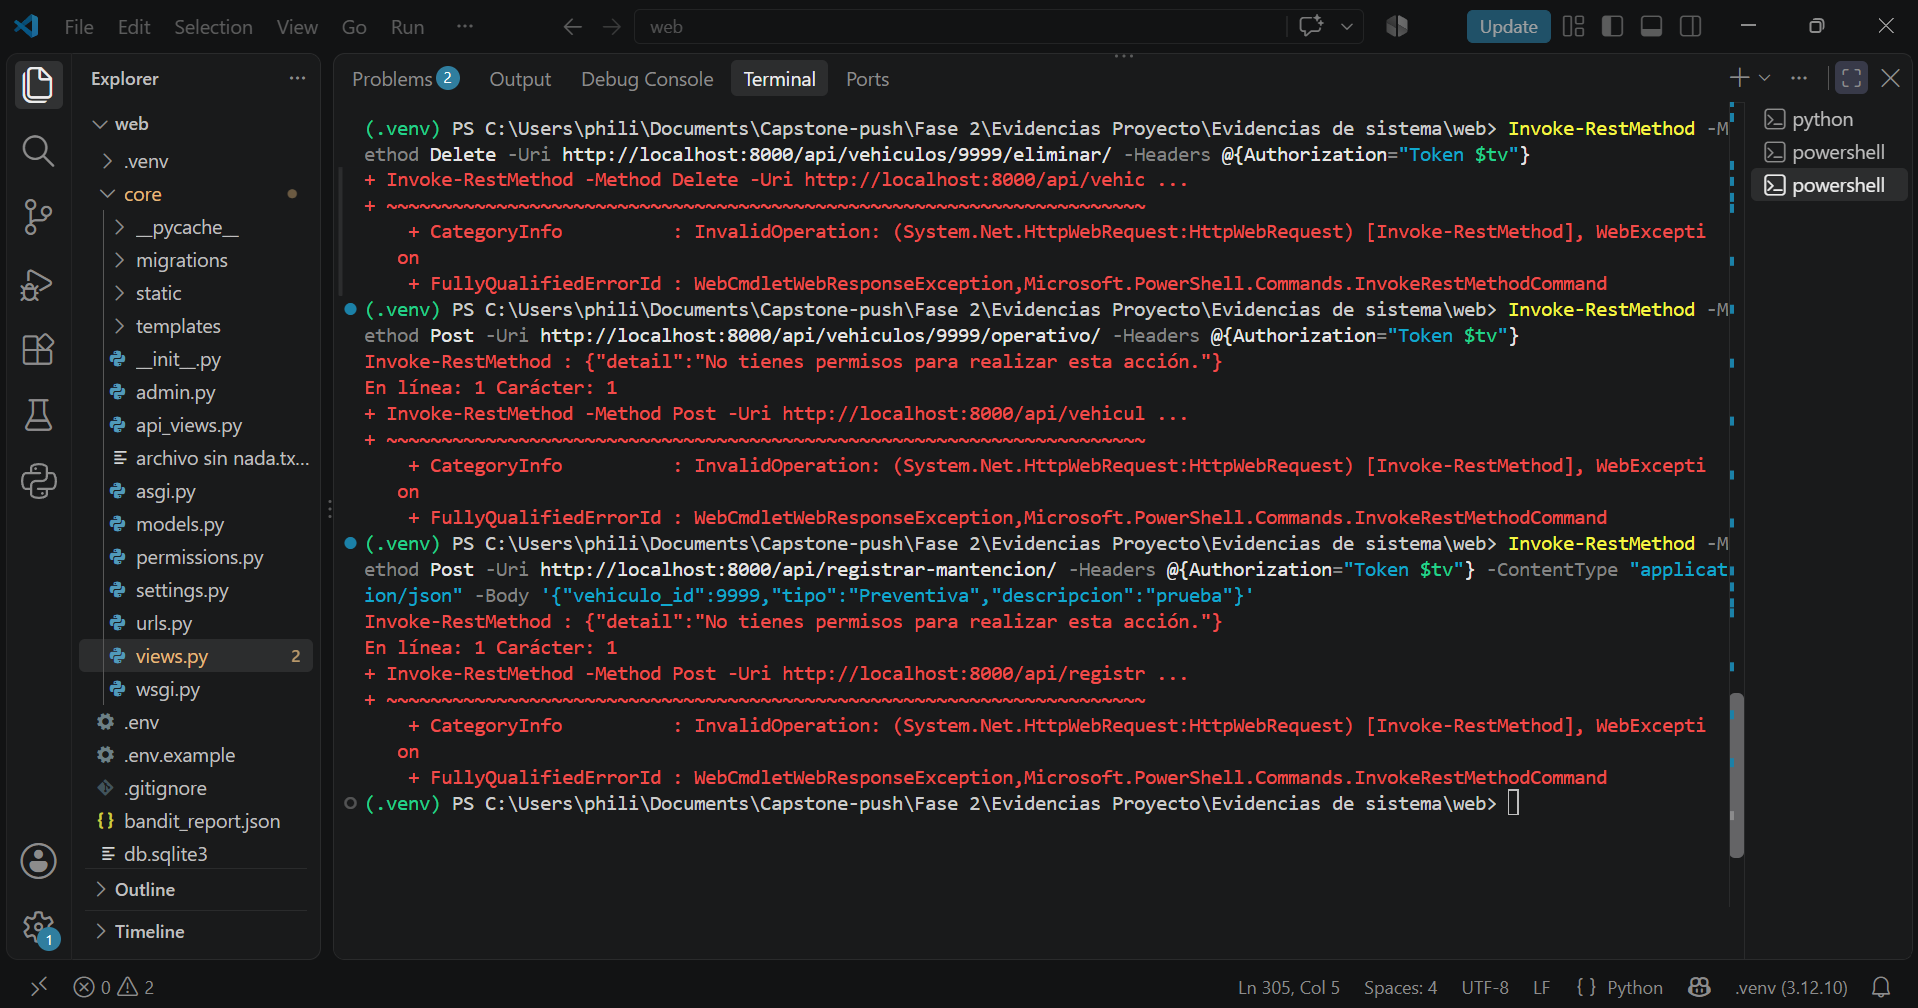 File Edit Selection View Go Run ··· web Update
Explorer ···
web
.venv
core
__pycache__
migrations
static
templates
__init__.py
admin.py
api_views.py
archivo sin nada.tx...
asgi.py
models.py
permissions.py
settings.py
urls.py
views.py 2
wsgi.py
.env
.env.example
.gitignore
{} bandit_report.json
db.sqlite3
Outline
Timeline
1
Problems 2 Output Debug Console Terminal Ports
(.venv) PS C:\Users\phili\Documents\Capstone-push\Fase 2\Evidencias Proyecto\Evidencias de sistema\web> Invoke-RestMethod -M
ethod Delete -Uri http://localhost:8000/api/vehiculos/9999/eliminar/ -Headers @{Authorization="Token $tv"}
+ Invoke-RestMethod -Method Delete -Uri http://localhost:8000/api/vehic ...
+ ~~~~~~~~~~~~~~~~~~~~~~~~~~~~~~~~~~~~~~~~~~~~~~~~~~~~~~~~~~~~~~~~~~~~~
+ CategoryInfo : InvalidOperation: (System.Net.HttpWebRequest:HttpWebRequest) [Invoke-RestMethod], WebExcepti
on
+ FullyQualifiedErrorId : WebCmdletWebResponseException,Microsoft.PowerShell.Commands.InvokeRestMethodCommand
(.venv) PS C:\Users\phili\Documents\Capstone-push\Fase 2\Evidencias Proyecto\Evidencias de sistema\web> Invoke-RestMethod -M
ethod Post -Uri http://localhost:8000/api/vehiculos/9999/operativo/ -Headers @{Authorization="Token $tv"}
Invoke-RestMethod : {"detail":"No tienes permisos para realizar esta acción."}
En línea: 1 Carácter: 1
+ Invoke-RestMethod -Method Post -Uri http://localhost:8000/api/vehicul ...
+ ~~~~~~~~~~~~~~~~~~~~~~~~~~~~~~~~~~~~~~~~~~~~~~~~~~~~~~~~~~~~~~~~~~~~~
+ CategoryInfo : InvalidOperation: (System.Net.HttpWebRequest:HttpWebRequest) [Invoke-RestMethod], WebExcepti
on
+ FullyQualifiedErrorId : WebCmdletWebResponseException,Microsoft.PowerShell.Commands.InvokeRestMethodCommand
(.venv) PS C:\Users\phili\Documents\Capstone-push\Fase 2\Evidencias Proyecto\Evidencias de sistema\web> Invoke-RestMethod -M
ethod Post -Uri http://localhost:8000/api/registrar-mantencion/ -Headers @{Authorization="Token $tv"} -ContentType "applicat
ion/json" -Body '{"vehiculo_id":9999,"tipo":"Preventiva","descripcion":"prueba"}'
Invoke-RestMethod : {"detail":"No tienes permisos para realizar esta acción."}
En línea: 1 Carácter: 1
+ Invoke-RestMethod -Method Post -Uri http://localhost:8000/api/registr ...
+ ~~~~~~~~~~~~~~~~~~~~~~~~~~~~~~~~~~~~~~~~~~~~~~~~~~~~~~~~~~~~~~~~~~~~~
+ CategoryInfo : InvalidOperation: (System.Net.HttpWebRequest:HttpWebRequest) [Invoke-RestMethod], WebExcepti
on
+ FullyQualifiedErrorId : WebCmdletWebResponseException,Microsoft.PowerShell.Commands.InvokeRestMethodCommand
(.venv) PS C:\Users\phili\Documents\Capstone-push\Fase 2\Evidencias Proyecto\Evidencias de sistema\web>
python
powershell
powershell
0 2 Ln 305, Col 5 Spaces: 4 UTF-8 LF {} Python .venv (3.12.10)